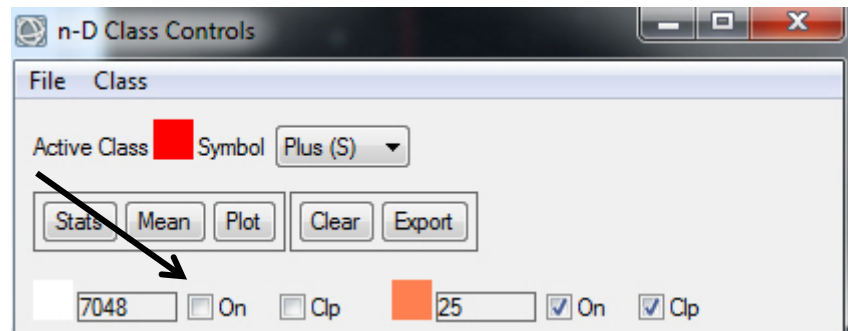 n-D Class Controls
File Class
Active Class Symbol Plus (S)
Stats Mean Plot Clear Export
7048 On Clp 25 On Clp